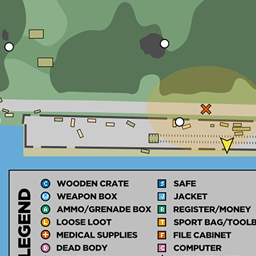 LEGEND
C WOODEN CRATE
WEAPON BOX
A AMMO/GRENADE BOX
L LOOSE LOOT
+ MEDICAL SUPPLIES
D DEAD BODY
S SAFE
J JACKET
R REGISTER/MONEY
T SPORT BAG/TOOLB
F FILE CABINET
C COMPUTER